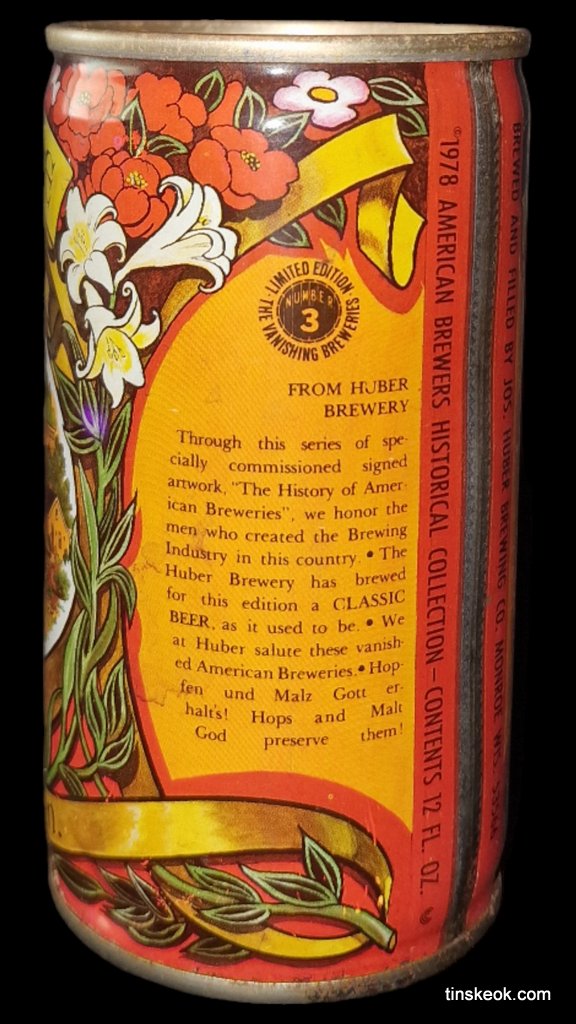 ·LIMITED EDITION·
NUMBER
3
·THE VANISHING BREWERIES·
FROM HUBER
BREWERY
Through this series of spe-
cially commissioned signed
artwork, "The History of Amer-
ican Breweries", we honor the
men who created the Brewing
Industry in this country. • The
Huber Brewery has brewed
for this edition a CLASSIC
BEER, as it used to be. • We
at Huber salute these vanish-
ed American Breweries. • Hop-
fen und Malz Gott er-
halt's! Hops and Malt
God preserve them!
©1978 AMERICAN BREWERS HISTORICAL COLLECTION – CONTENTS 12 FL. OZ.
BREWED AND FILLED BY JOS. HUBER BREWING CO. MONROE, WIS. 53566
n.
tinskeok.com